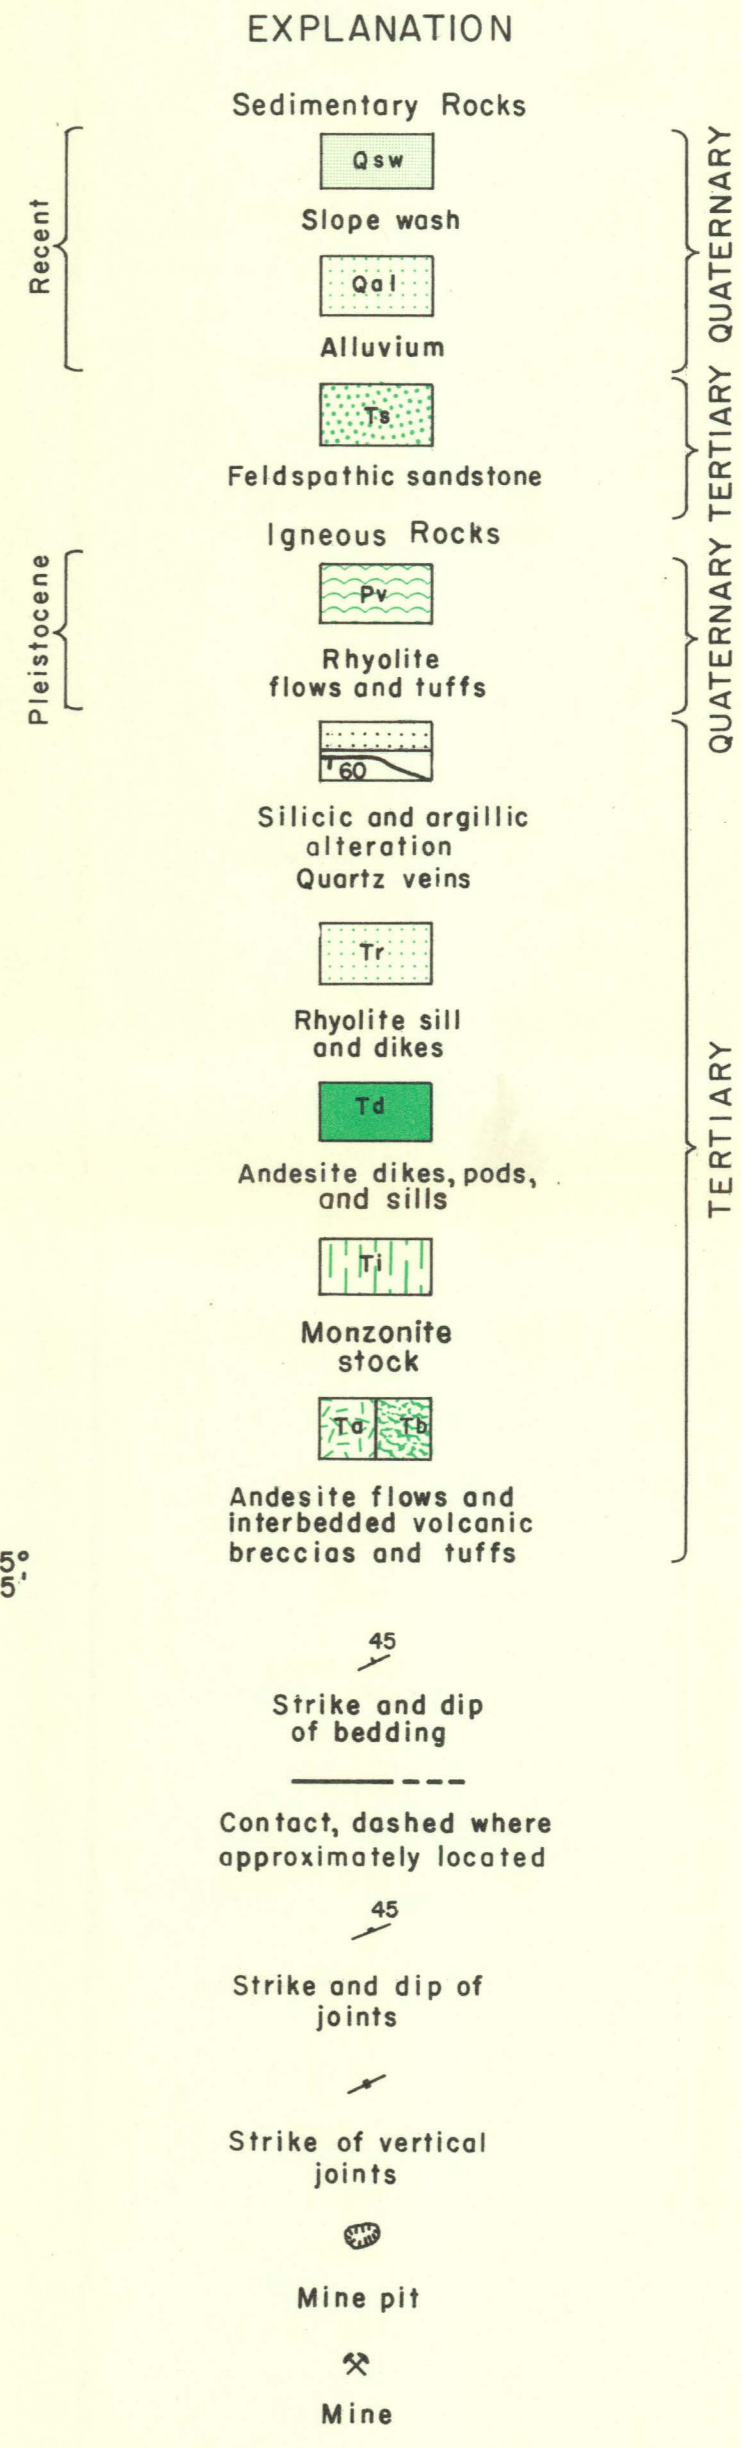 EXPLANATION
Sedimentary Rocks
Recent
QUATERNARY
Qsw
Slope wash
Qal
Alluvium
TERTIARY
Ts
Feldspathic sandstone
Igneous Rocks
Pleistocene
QUATERNARY
Pv
Rhyolite
flows and tuffs
TERTIARY
60
Silicic and argillic
alteration
Quartz veins
Tr
Rhyolite sill
and dikes
Td
Andesite dikes, pods,
and sills
Ti
Monzonite
stock
Ta Tb
Andesite flows and
interbedded volcanic
breccias and tuffs
5°
5'
45
Strike and dip
of bedding
Contact, dashed where
approximately located
45
Strike and dip of
joints
Strike of vertical
joints
Mine pit
Mine